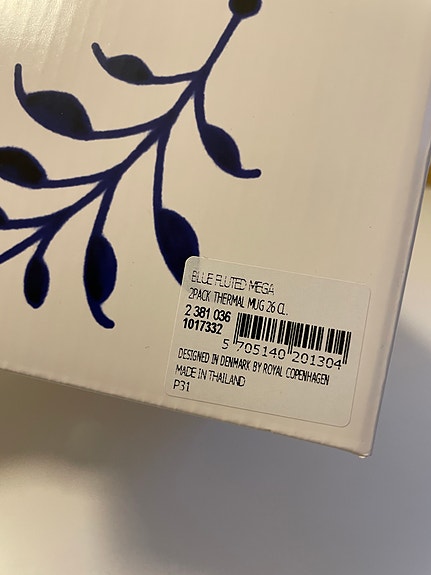 BLUE FLUTED MEGA
2PACK THERMAL MUG 26 CL.
2 381 036
1017332
5 705140 201304
DESIGNED IN DENMARK BY ROYAL COPENHAGEN
MADE IN THAILAND
P31